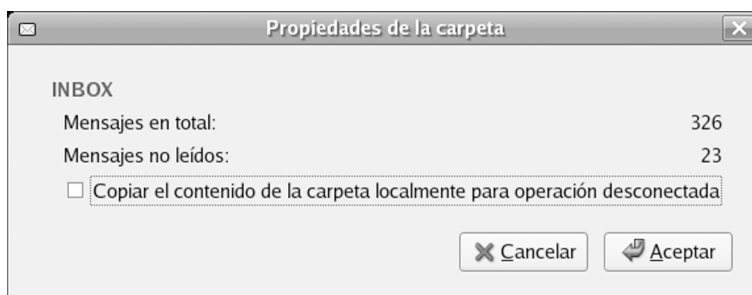 Propiedades de la carpeta
INBOX
Mensajes en total: 326
Mensajes no leídos: 23
Copiar el contenido de la carpeta localmente para operación desconectada
Cancelar Aceptar